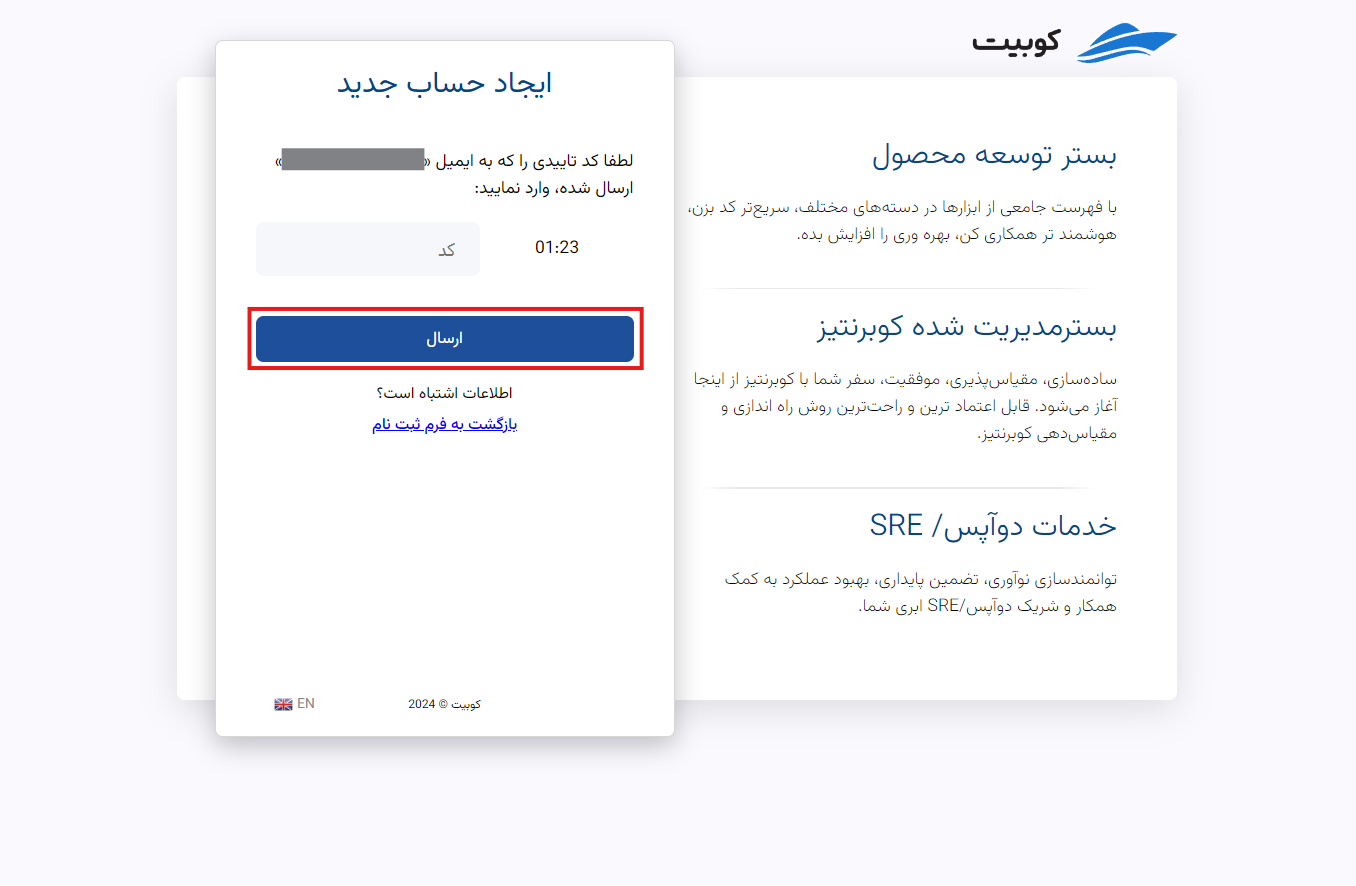 کوبیت
بستر توسعه محصول
با فهرست جامعی از ابزارها در دسته‌های مختلف، سریع‌تر کد بزن،
هوشمند تر همکاری کن، بهره وری را افزایش بده.
بسترمدیریت شده کوبرنتیز
ساده‌سازی، مقیاس‌پذیری، موفقیت، سفر شما با کوبرنتیز از اینجا
آغاز می‌شود. قابل اعتماد ترین و راحت‌ترین روش راه اندازی و
مقیاس‌دهی کوبرنتیز.
خدمات دوآپس/ SRE
توانمندسازی نوآوری، تضمین پایداری، بهبود عملکرد به کمک
همکار و شریک دوآپس/SRE ابری شما.
ایجاد حساب جدید
لطفا کد تاییدی را که به ایمیل «»
ارسال شده، وارد نمایید:
01:23
کد
ارسال
اطلاعات اشتباه است؟
بازگشت به فرم ثبت نام
کوبیت © 2024
EN